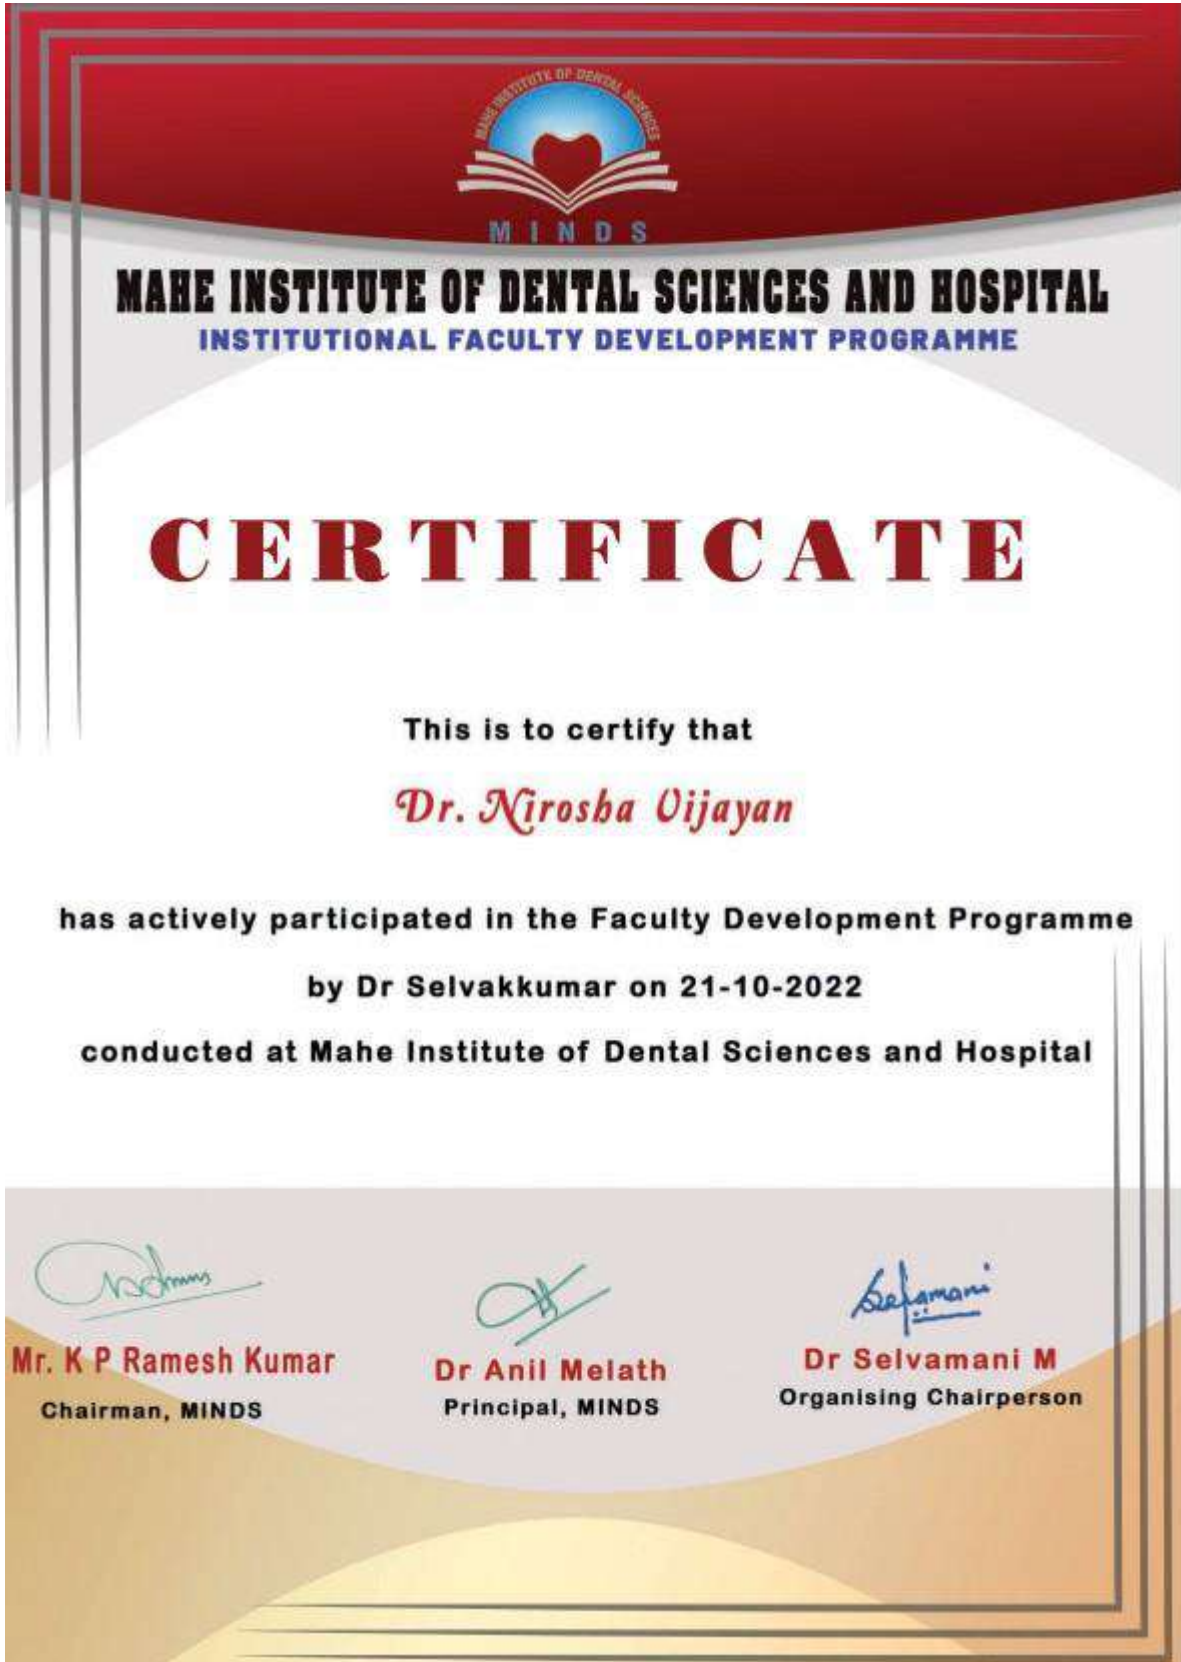 MAHE INSTITUTE OF DENTAL SCIENCES
MINDS
MAHE INSTITUTE OF DENTAL SCIENCES AND HOSPITAL
INSTITUTIONAL FACULTY DEVELOPMENT PROGRAMME
CERTIFICATE
This is to certify that
Dr. Nirosha Vijayan
has actively participated in the Faculty Development Programme
by Dr Selvakkumar on 21-10-2022
conducted at Mahe Institute of Dental Sciences and Hospital
Selvamani
Mr. K P Ramesh Kumar
Chairman, MINDS
Dr Anil Melath
Principal, MINDS
Dr Selvamani M
Organising Chairperson